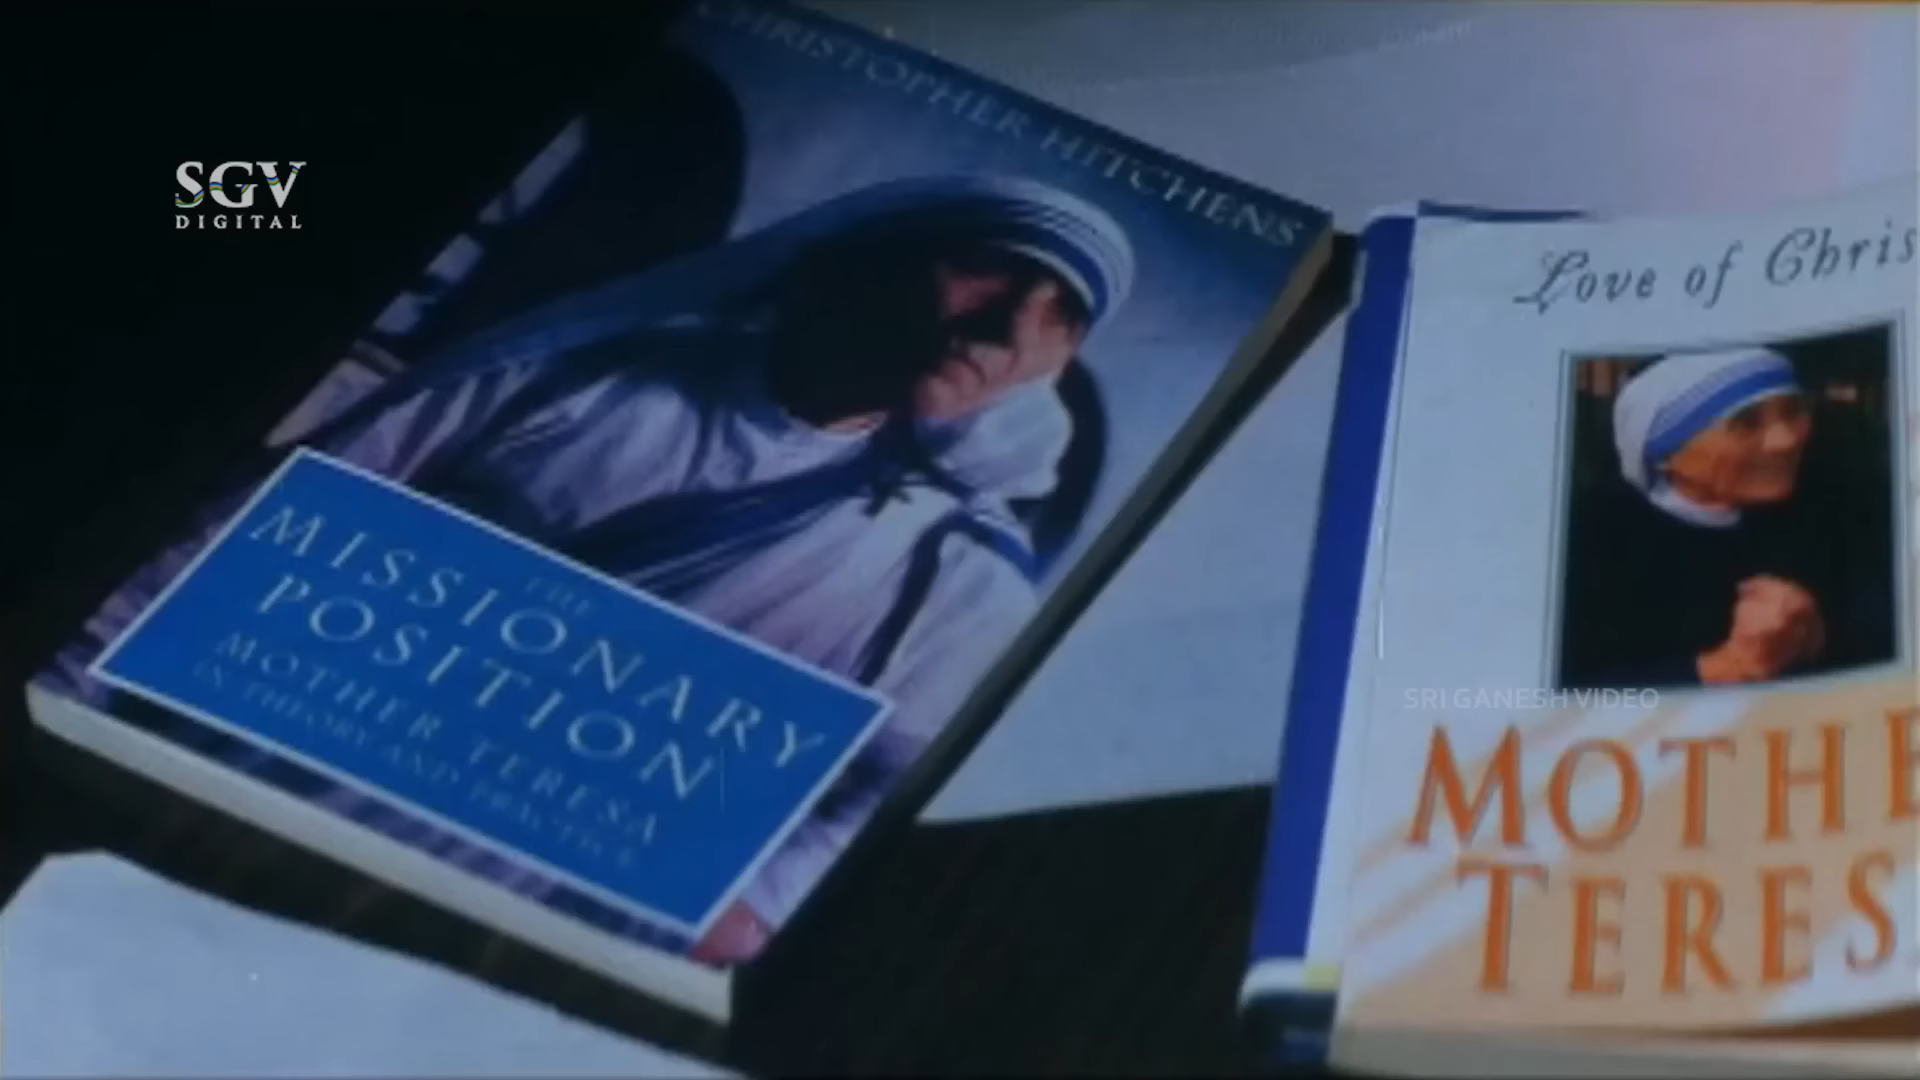 SGV
DIGITAL
CHRISTOPHER HITCHENS
THE
MISSIONARY
POSITION
MOTHER TERESA
IN THEORY AND PRACTICE
Love of Chris
SRI GANESH VIDEO
MOTHE
TERES